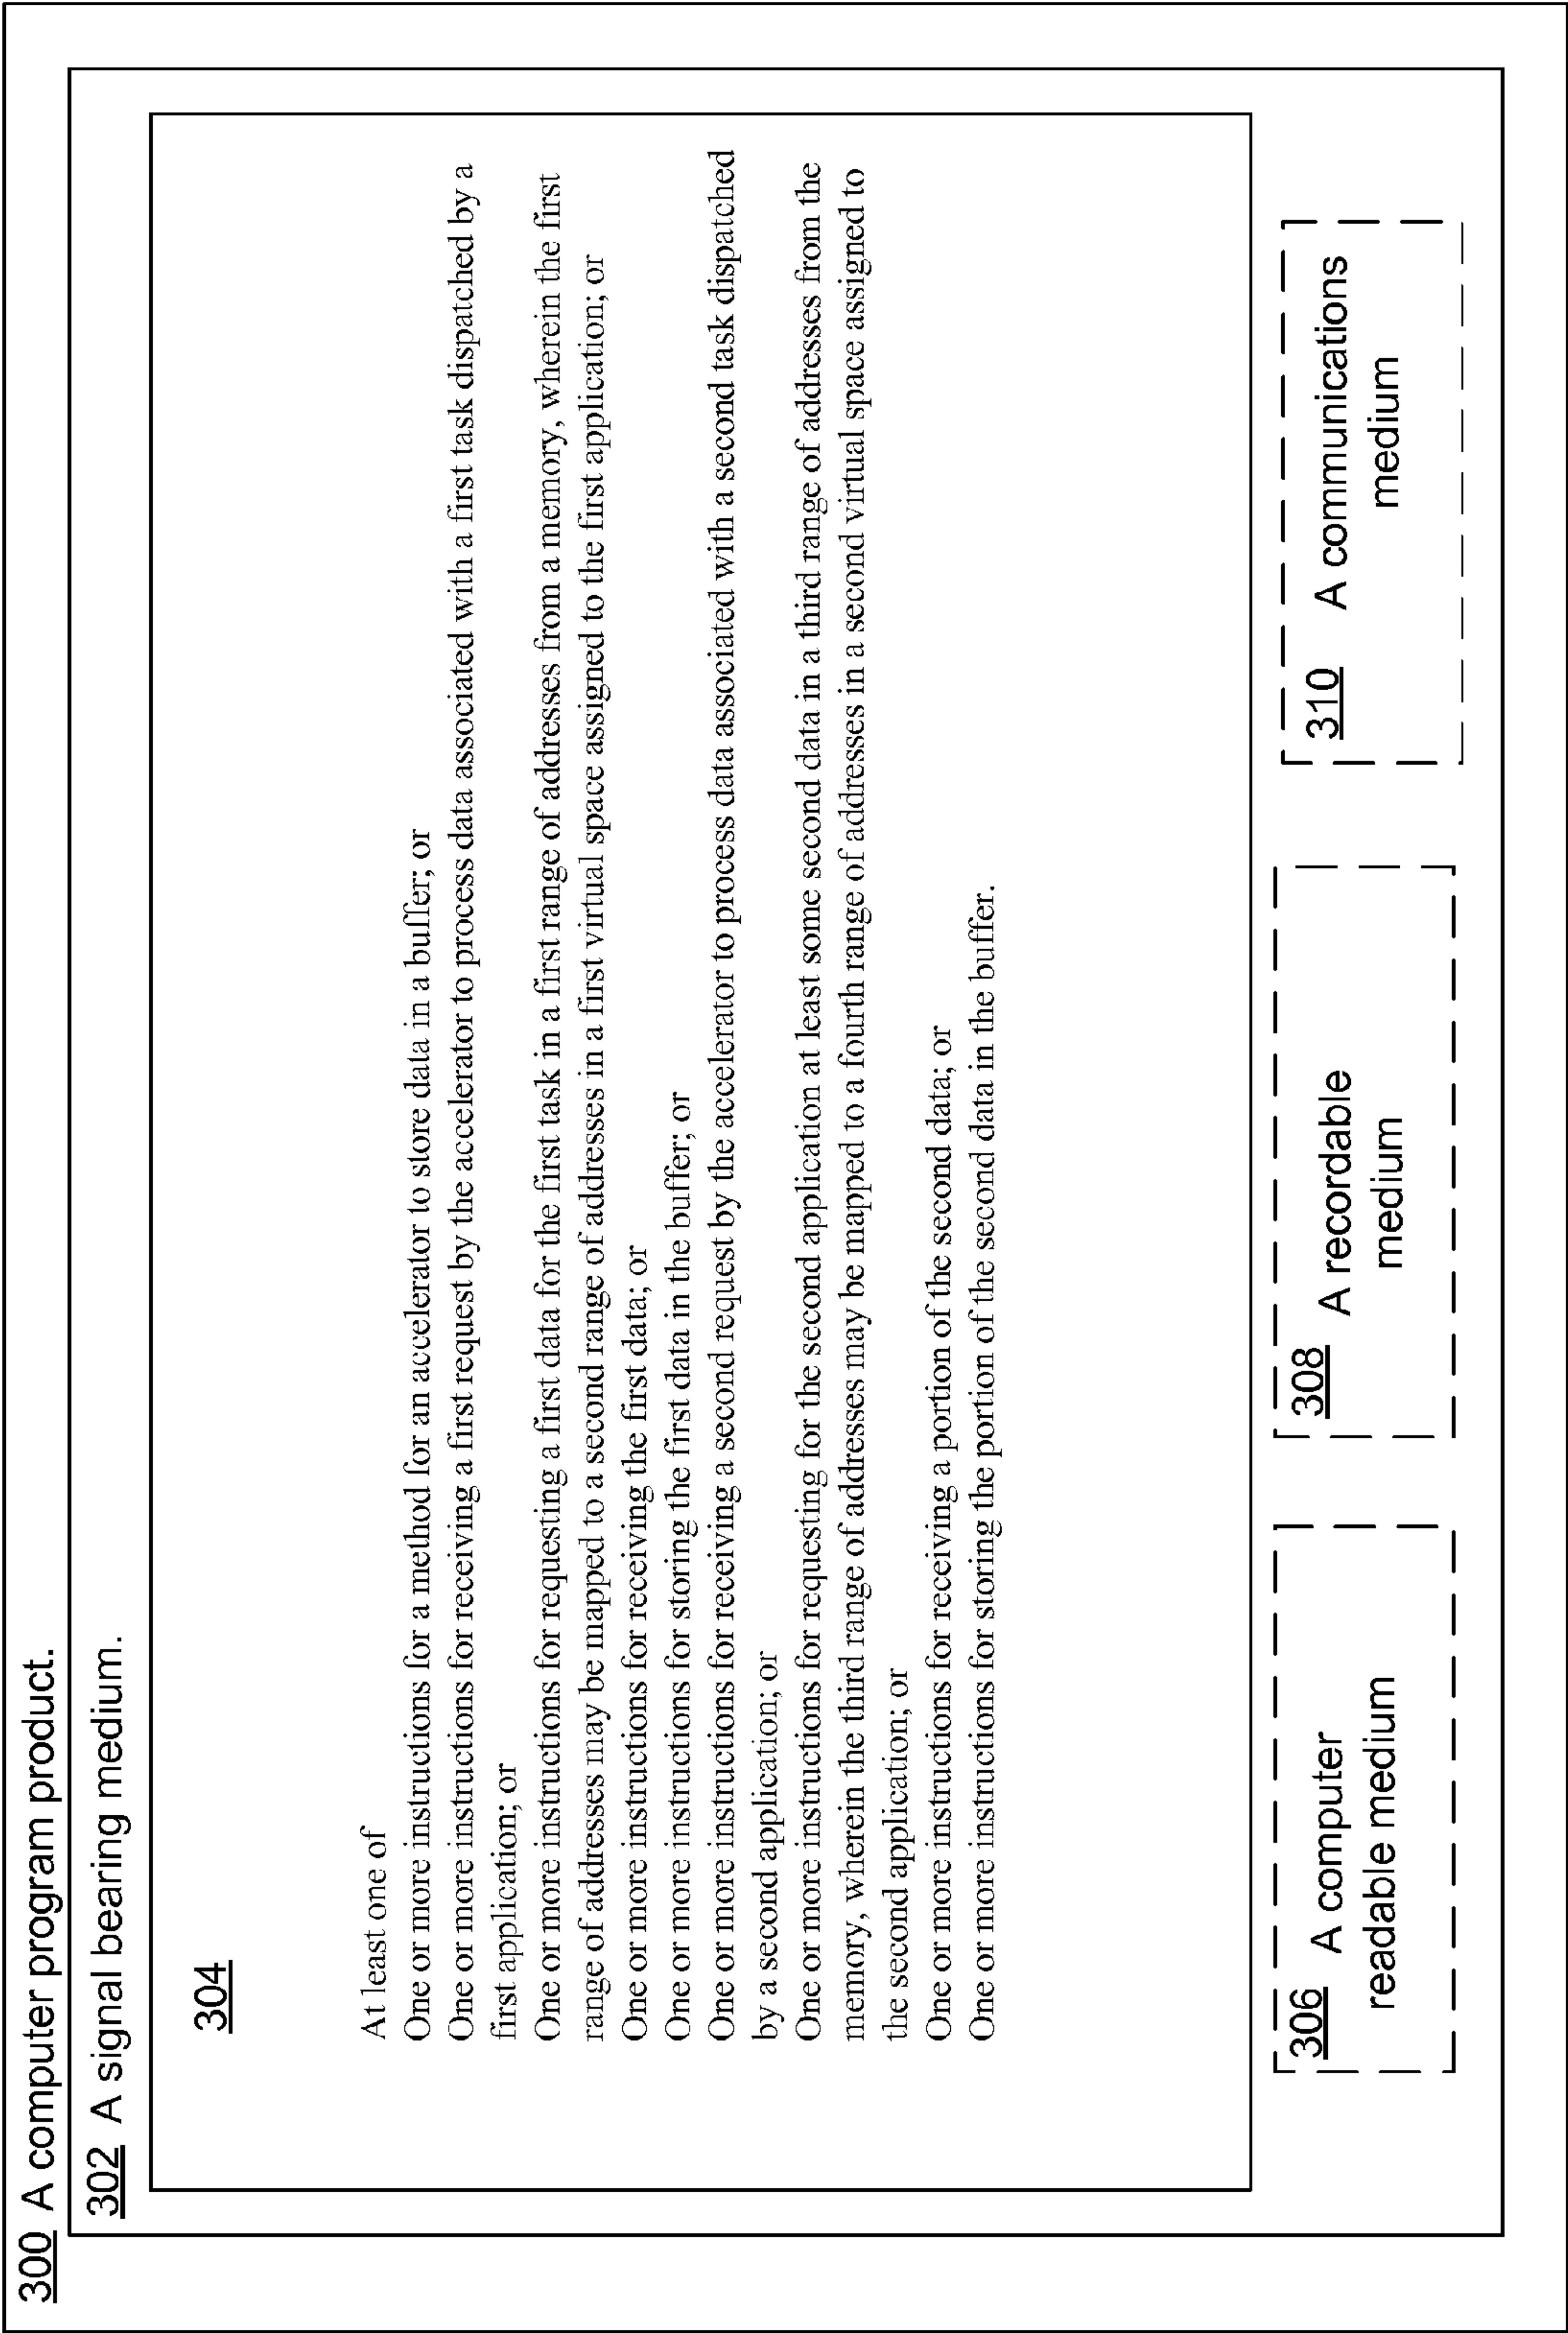 300 A computer program product.
302 A signal bearing medium.
304
At least one of
One or more instructions for a method for an accelerator to store data in a buffer; or
One or more instructions for receiving a first request by the accelerator to process data associated with a first task dispatched by a
first application; or
One or more instructions for requesting a first data for the first task in a first range of addresses from a memory, wherein the first
range of addresses may be mapped to a second range of addresses in a first virtual space assigned to the first application; or
One or more instructions for receiving the first data; or
One or more instructions for storing the first data in the buffer; or
One or more instructions for receiving a second request by the accelerator to process data associated with a second task dispatched
by a second application; or
One or more instructions for requesting for the second application at least some second data in a third range of addresses from the
memory, wherein the third range of addresses may be mapped to a fourth range of addresses in a second virtual space assigned to
the second application; or
One or more instructions for receiving a portion of the second data; or
One or more instructions for storing the portion of the second data in the buffer.
306 A computer
readable medium
308 A recordable
medium
310 A communications
medium